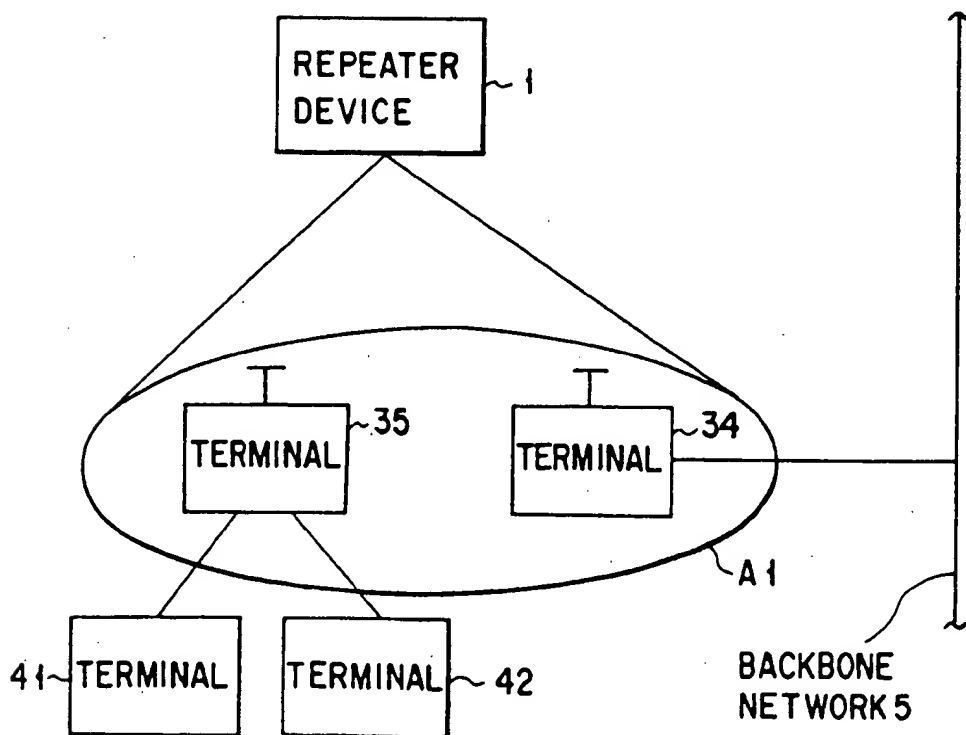 REPEATER
DEVICE
1
35
34
TERMINAL
TERMINAL
A1
41
TERMINAL
TERMINAL
42
BACKBONE
NETWORK 5